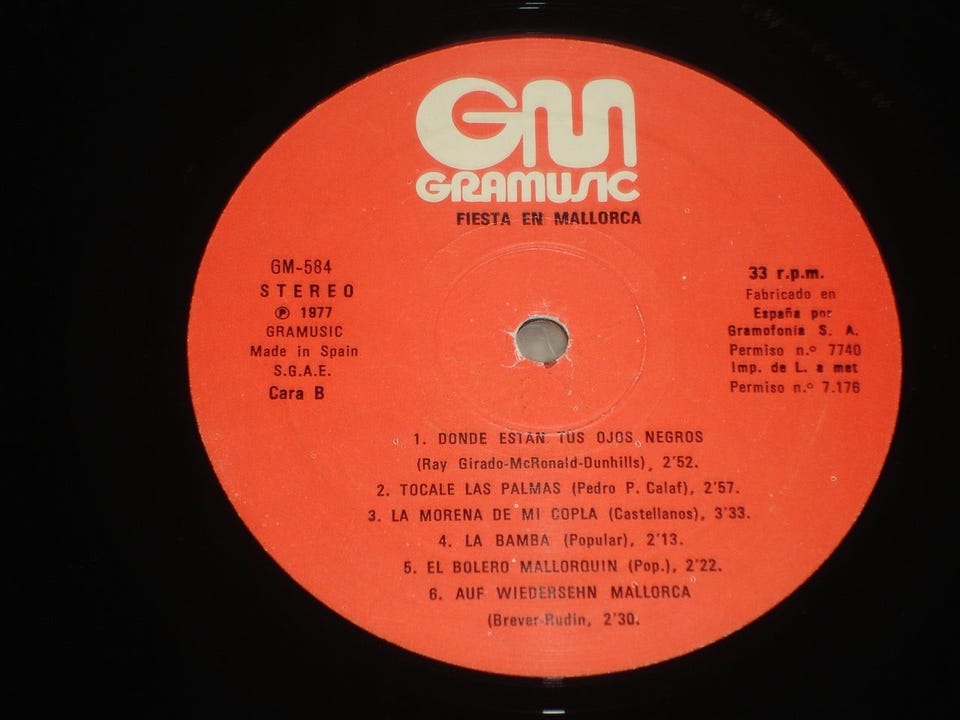 GM
GRAMUSIC
FIESTA EN MALLORCA
GM-584
STEREO
℗ 1977
GRAMUSIC
Made in Spain
S.G.A.E.
Cara B
33 r.p.m.
Fabricado en
España por
Gramofonía S. A.
Permiso n.º 7740
Imp. de L. a met
Permiso n.º 7.176
1. DONDE ESTAN TUS OJOS NEGROS
(Ray Girado-McRonald-Dunhills), 2'52.
2. TOCALE LAS PALMAS (Pedro P. Calaf), 2'57.
3. LA MORENA DE MI COPLA (Castellanos), 3'33.
4. LA BAMBA (Popular), 2'13.
5. EL BOLERO MALLORQUIN (Pop.), 2'22.
6. AUF WIEDERSEHN MALLORCA
(Brever-Rudin, 2'30.